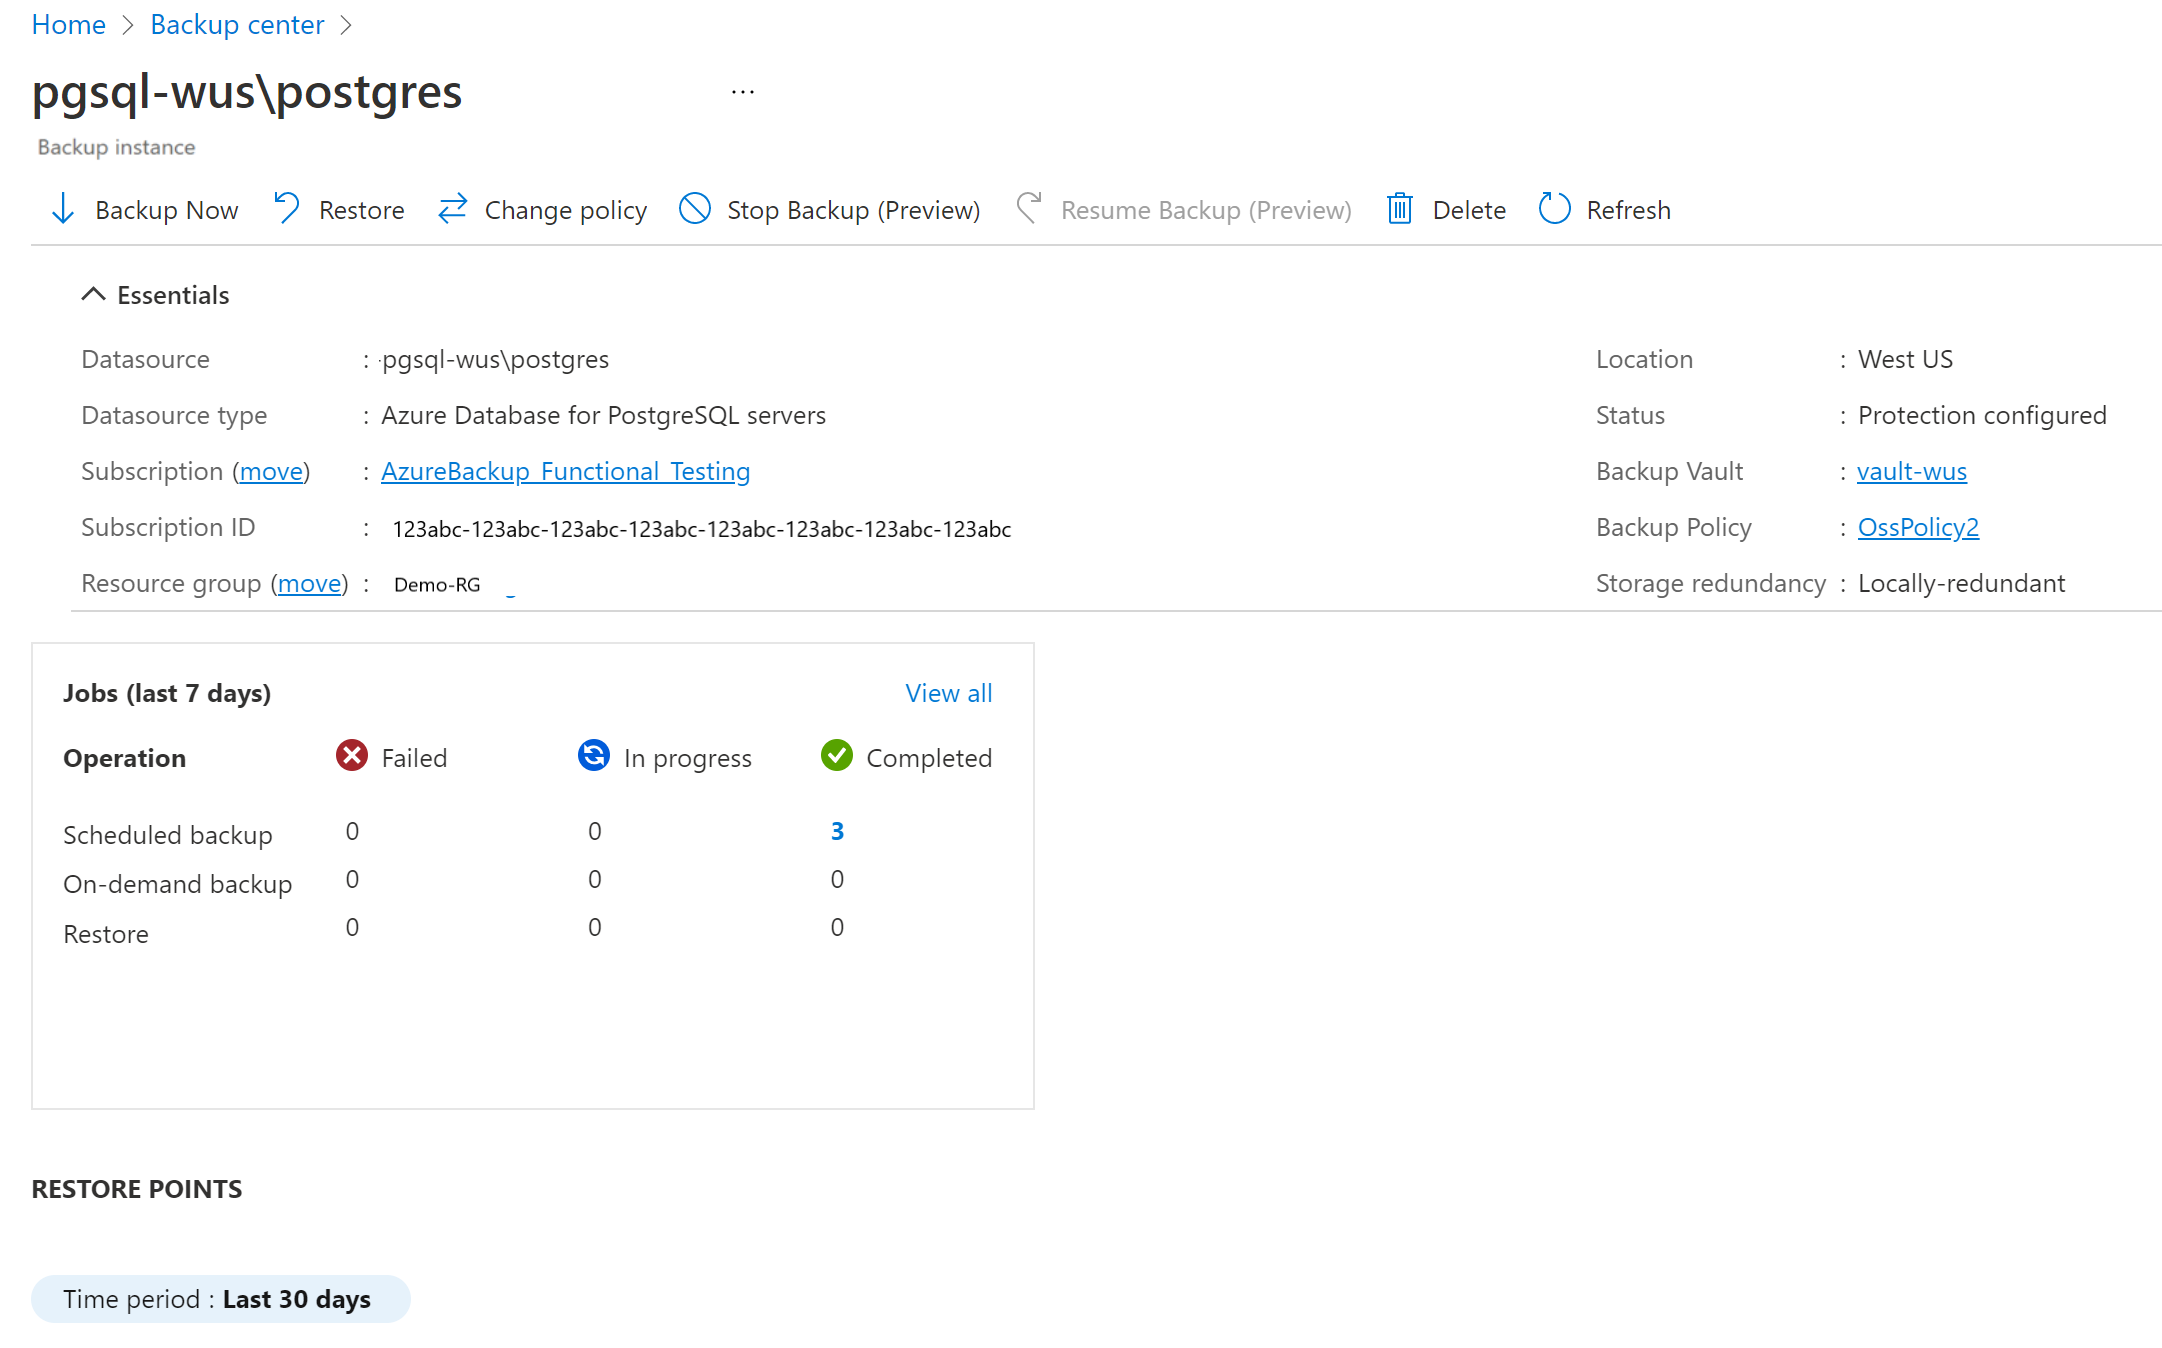 Home > Backup center >
pgsql-wus\postgres ...
Backup instance
Backup Now Restore Change policy Stop Backup (Preview) Resume Backup (Preview) Delete Refresh
Essentials
Datasource : pgsql-wus\postgres Location : West US
Datasource type : Azure Database for PostgreSQL servers Status : Protection configured
Subscription (move) : AzureBackup_Functional_Testing Backup Vault : vault-wus
Subscription ID : 123abc-123abc-123abc-123abc-123abc-123abc-123abc-123abc Backup Policy : OssPolicy2
Resource group (move) : Demo-RG Storage redundancy : Locally-redundant
Jobs (last 7 days) View all
Operation Failed In progress Completed
Scheduled backup 0 0 3
On-demand backup 0 0 0
Restore 0 0 0
RESTORE POINTS
Time period : Last 30 days